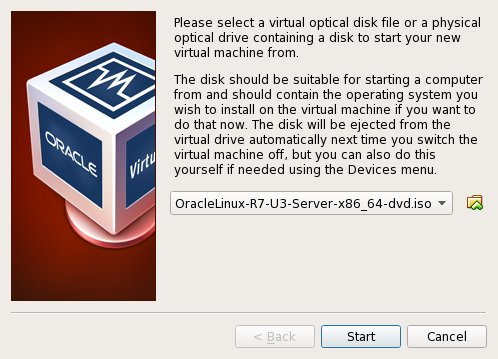 Please select a virtual optical disk file or a physical
optical drive containing a disk to start your new
virtual machine from.
The disk should be suitable for starting a computer
from and should contain the operating system you
wish to install on the virtual machine if you want to
do that now. The disk will be ejected from the
virtual drive automatically next time you switch the
virtual machine off, but you can also do this
yourself if needed using the Devices menu.
ORACLE
Virtu
OracleLinux-R7-U3-Server-x86_64-dvd.iso
< Back
Start
Cancel